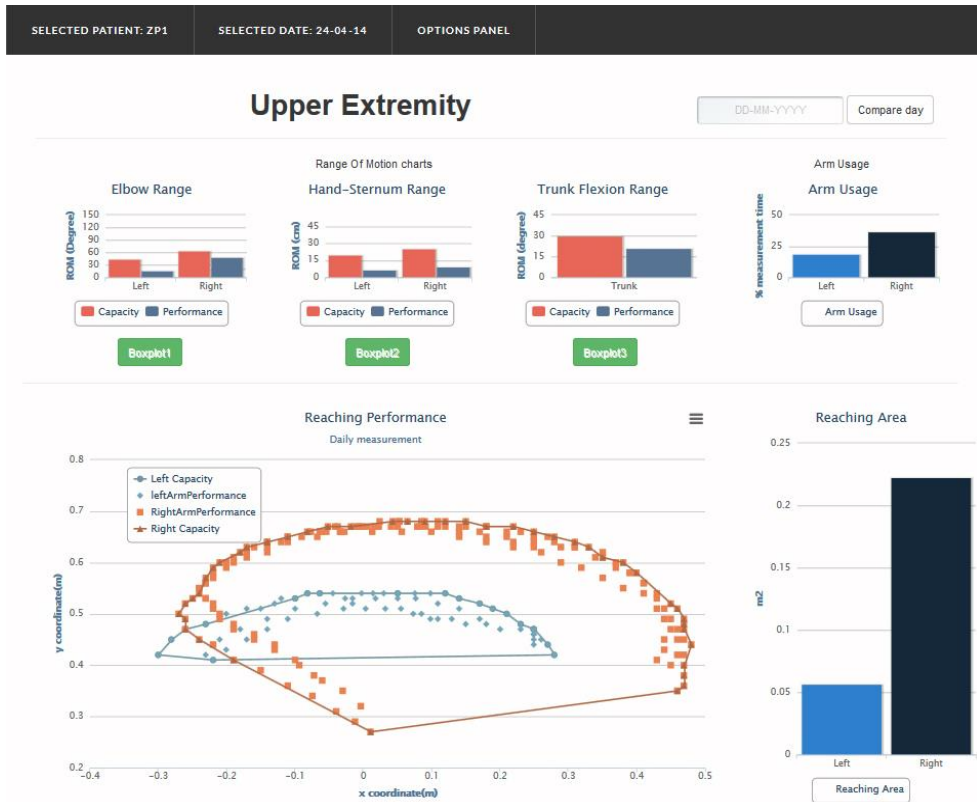 SELECTED PATIENT: ZP1 SELECTED DATE: 24-04-14 OPTIONS PANEL
Upper Extremity
DD-MM-YYYY Compare day
Range Of Motion charts Arm Usage
Elbow Range Hand-Sternum Range Trunk Flexion Range Arm Usage
ROM (Degree)
150
120
90
60
30
0
Left Right
Capacity Performance
Boxplot1
ROM (cm)
45
30
15
0
Left Right
Capacity Performance
Boxplot2
ROM (degree)
45
30
15
0
Trunk
Capacity Performance
Boxplot3
% measurement time
50
25
0
Left Right
Arm Usage
Reaching Performance
Daily measurement
Left Capacity
leftArmPerformance
RightArmPerformance
Right Capacity
y coordinate(m)
0.8
0.7
0.6
0.5
0.4
0.3
0.2
-0.4 -0.3 -0.2 -0.1 0 0.1 0.2 0.3 0.4 0.5
x coordinate(m)
Reaching Area
m2
0.25
0.2
0.15
0.1
0.05
0
Left Right
Reaching Area